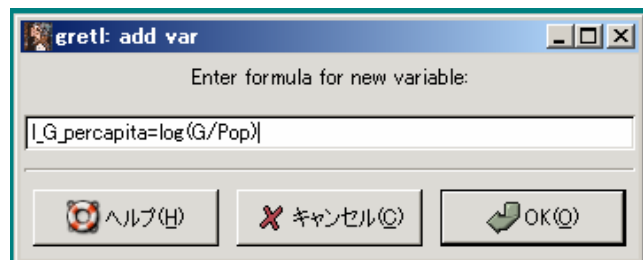 gretl: add var
Enter formula for new variable:
l_G_percapita=log(G/Pop)
ヘルプ(H) キャンセル(C) OK(O)